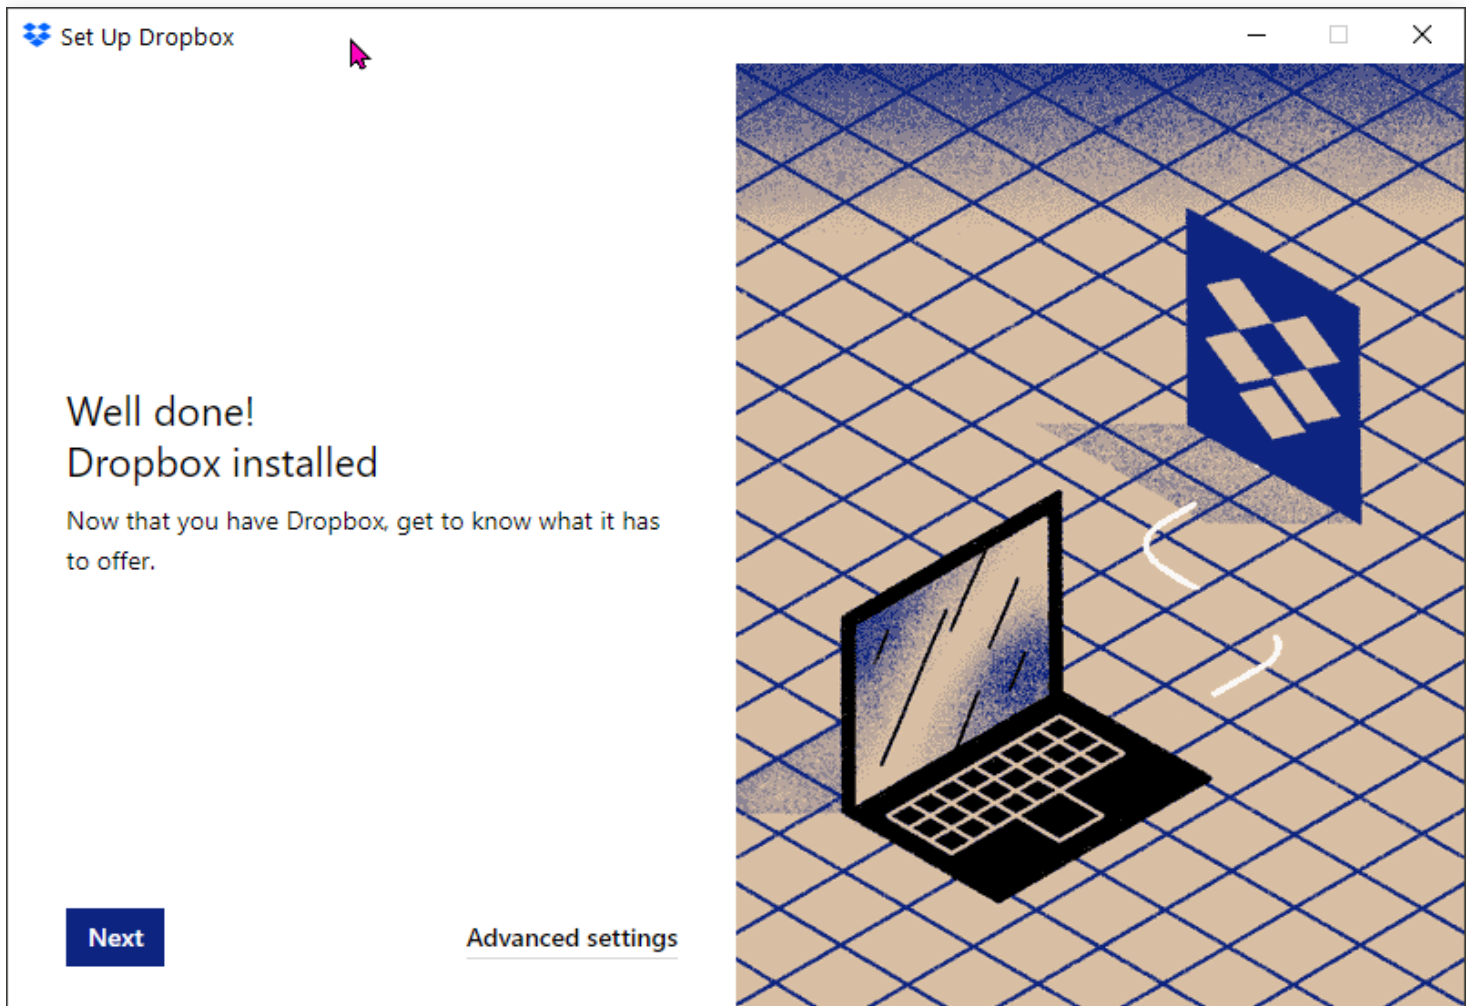 Set Up Dropbox
Well done!
Dropbox installed
Now that you have Dropbox, get to know what it has
to offer.
Next
Advanced settings